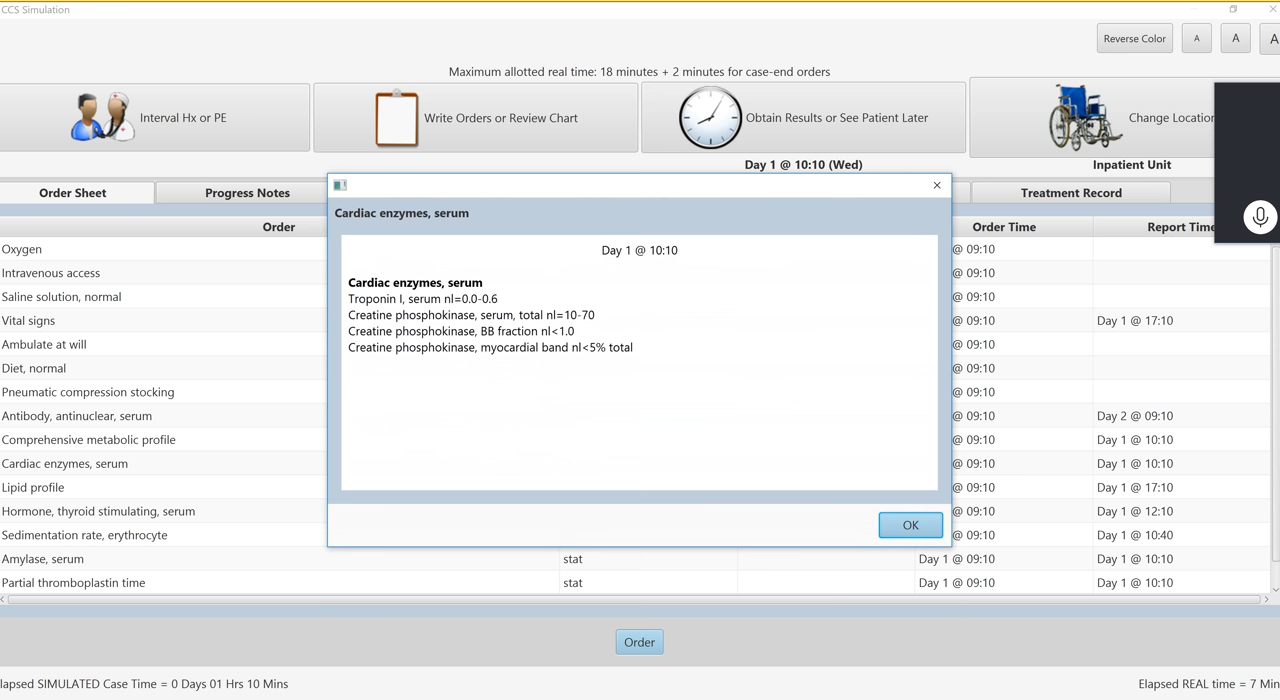 CCS Simulation
Reverse Color
A
A
A
Maximum allotted real time: 18 minutes + 2 minutes for case-end orders
Interval Hx or PE
Write Orders or Review Chart
Obtain Results or See Patient Later
Change Location
Day 1 @ 10:10 (Wed)
Inpatient Unit
Order Sheet
Progress Notes
Treatment Record
Cardiac enzymes, serum
Day 1 @ 10:10
Cardiac enzymes, serum
Troponin I, serum nl=0.0-0.6
Creatine phosphokinase, serum, total nl=10-70
Creatine phosphokinase, BB fraction nl<1.0
Creatine phosphokinase, myocardial band nl<5% total
OK
Order
Order Time
Report Time
Oxygen
@ 09:10
Intravenous access
@ 09:10
Saline solution, normal
@ 09:10
Vital signs
@ 09:10
Day 1 @ 17:10
Ambulate at will
@ 09:10
Diet, normal
@ 09:10
Pneumatic compression stocking
@ 09:10
Antibody, antinuclear, serum
@ 09:10
Day 2 @ 09:10
Comprehensive metabolic profile
@ 09:10
Day 1 @ 10:10
Cardiac enzymes, serum
@ 09:10
Day 1 @ 10:10
Lipid profile
@ 09:10
Day 1 @ 17:10
Hormone, thyroid stimulating, serum
@ 09:10
Day 1 @ 12:10
Sedimentation rate, erythrocyte
@ 09:10
Day 1 @ 10:40
Amylase, serum
stat
Day 1 @ 09:10
Day 1 @ 10:10
Partial thromboplastin time
stat
Day 1 @ 09:10
Day 1 @ 10:10
Order
lapsed SIMULATED Case Time = 0 Days 01 Hrs 10 Mins
Elapsed REAL time = 7 Min